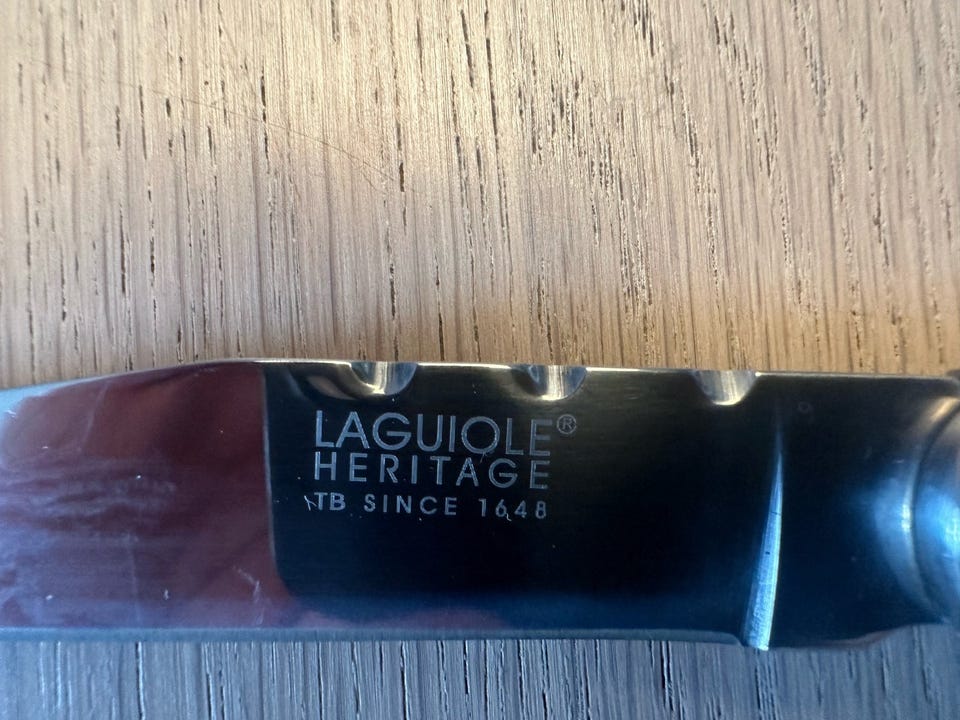 LAGUIOLE®
HERITAGE
TB SINCE 1648